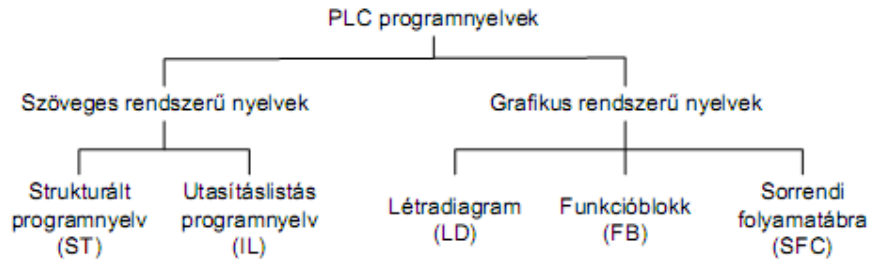 PLC programnyelvek
Szöveges rendszerű nyelvek
Grafikus rendszerű nyelvek
Strukturált
programnyelv
(ST)
Utasításlistás
programnyelv
(IL)
Létradiagram
(LD)
Funkcióblokk
(FB)
Sorrendi
folyamatábra
(SFC)